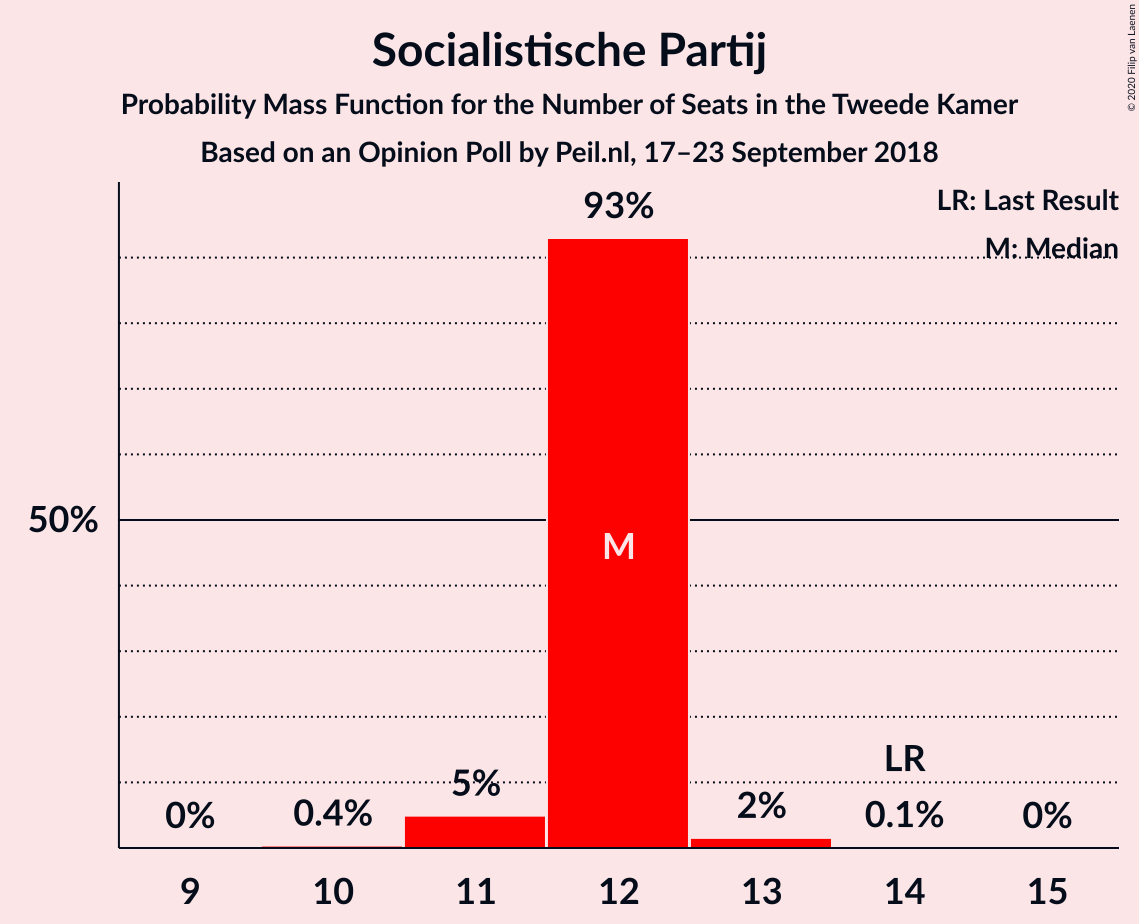 Socialistische Partij
Probability Mass Function for the Number of Seats in the Tweede Kamer
Based on an Opinion Poll by Peil.nl, 17–23 September 2018
© 2020 Filip van Laenen
LR: Last Result
M: Median
93%
50%
M
LR
5%
2%
0%
0.4%
0.1%
0%
9 10 11 12 13 14 15